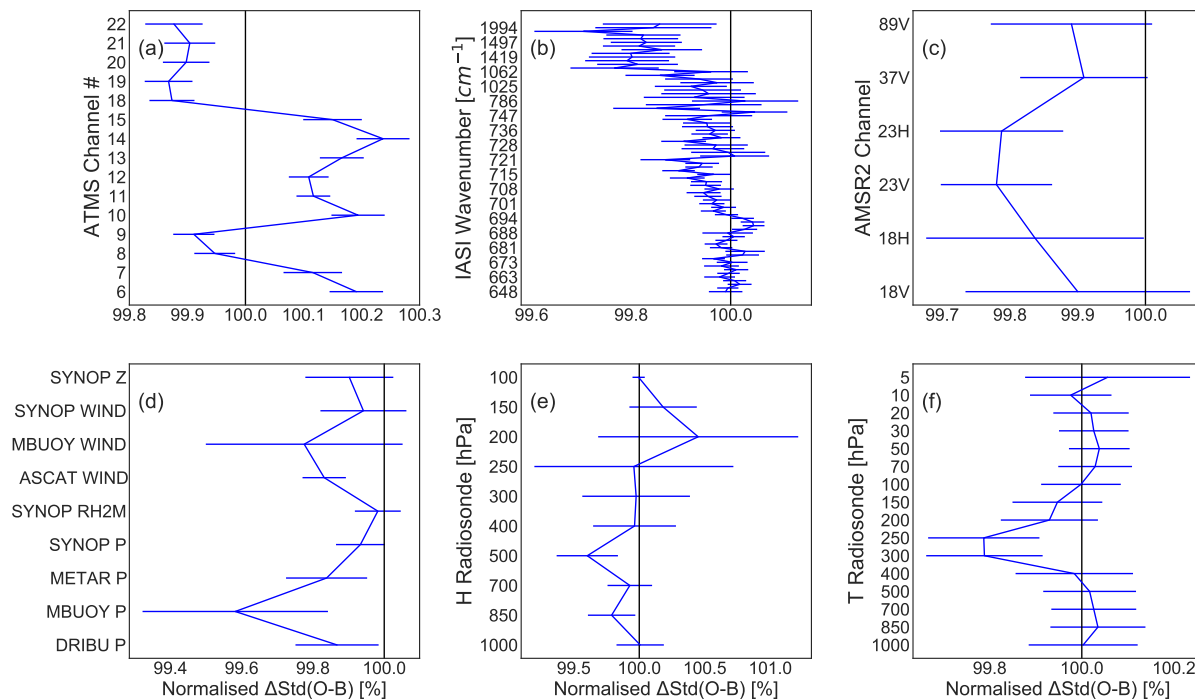 ATMS Channel #
22
21
20
19
18
15
14
13
12
11
10
9
8
7
6
(a)
99.8 99.9 100.0 100.1 100.2 100.3
IASI Wavenumber [cm⁻¹]
1994
1497
1419
1062
1025
786
747
736
728
721
715
708
701
694
688
681
673
663
648
(b)
99.6 99.8 100.0
AMSR2 Channel
89V
37V
23H
23V
18H
18V
(c)
99.7 99.8 99.9 100.0
SYNOP Z
SYNOP WIND
MBUOY WIND
ASCAT WIND
SYNOP RH2M
SYNOP P
METAR P
MBUOY P
DRIBU P
(d)
99.4 99.6 99.8 100.0
Normalised ΔStd(O-B) [%]
H Radiosonde [hPa]
100
150
200
250
300
400
500
700
850
1000
(e)
99.5 100.0 100.5 101.0
Normalised ΔStd(O-B) [%]
T Radiosonde [hPa]
5
10
20
30
50
70
100
150
200
250
300
400
500
700
850
1000
(f)
99.8 100.0 100.2
Normalised ΔStd(O-B) [%]